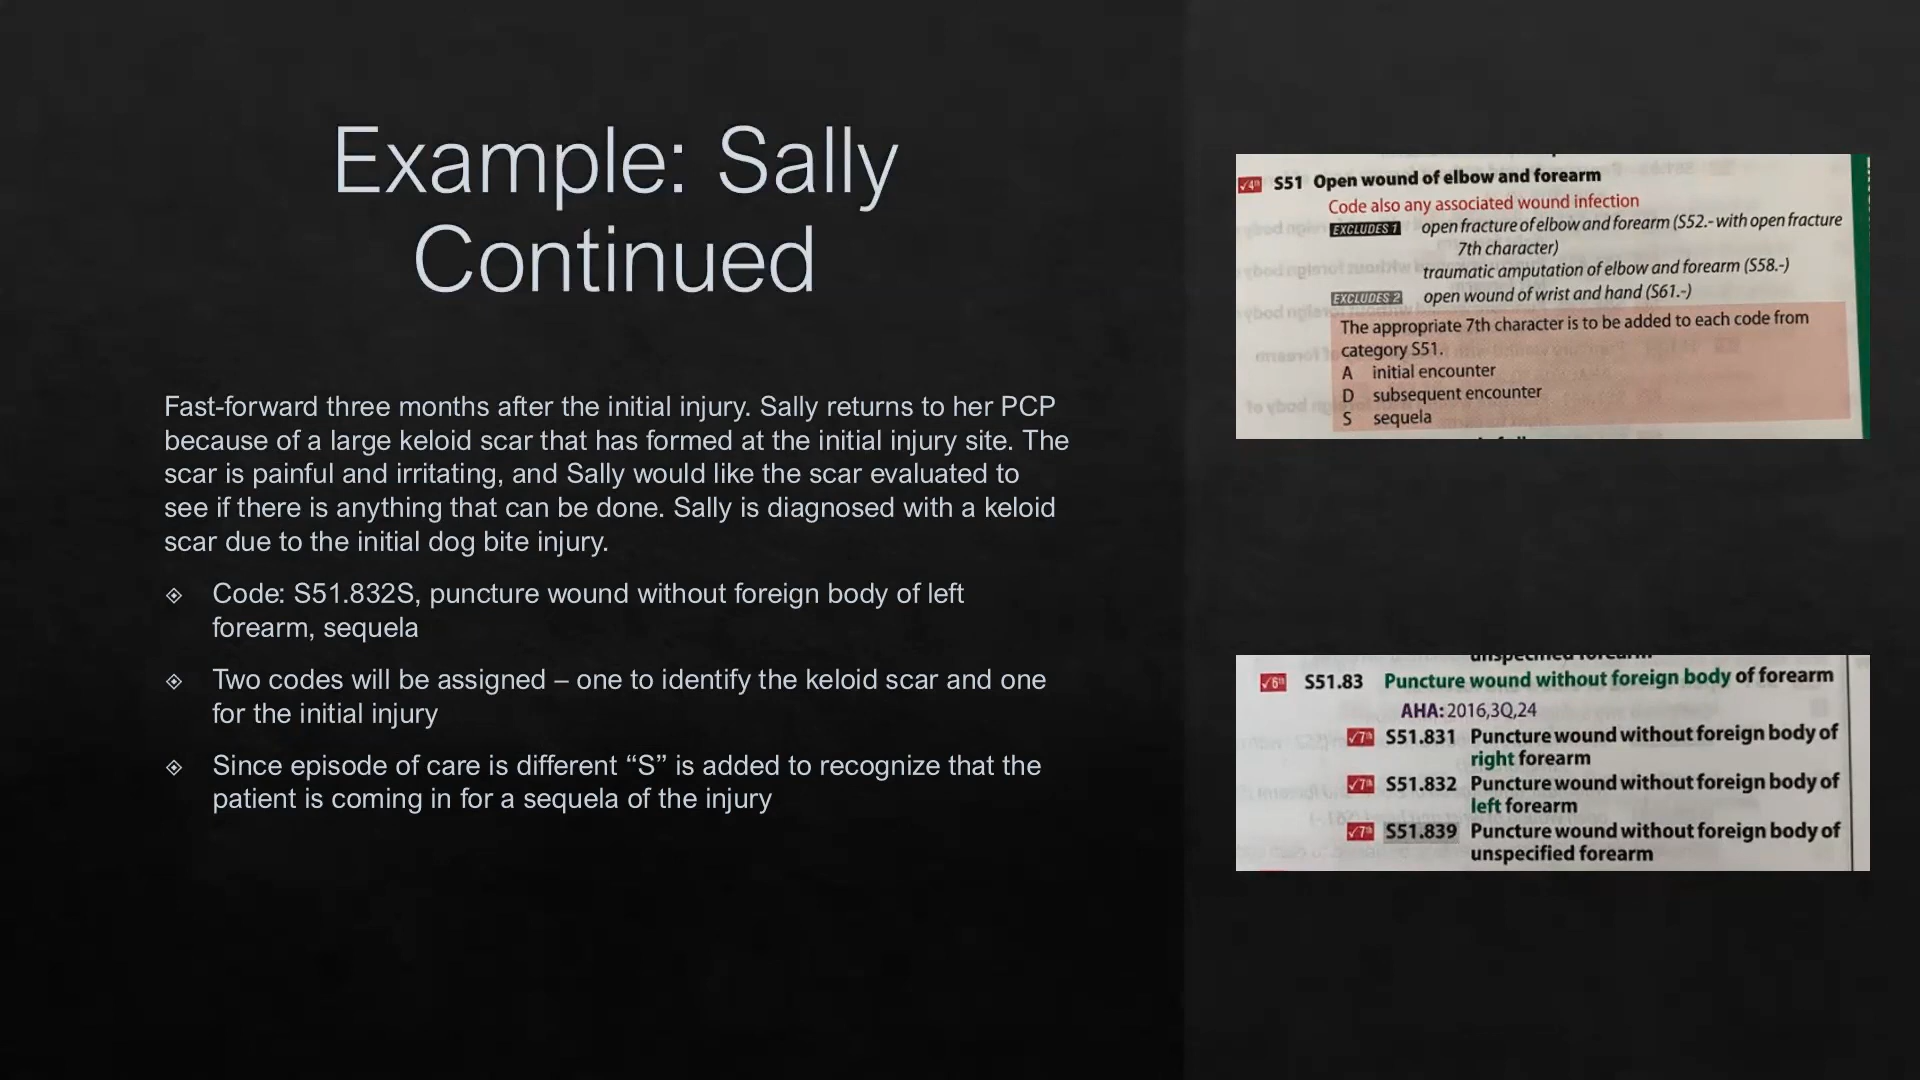 Example: Sally
Continued
Fast-forward three months after the initial injury. Sally returns to her PCP
because of a large keloid scar that has formed at the initial injury site. The
scar is painful and irritating, and Sally would like the scar evaluated to
see if there is anything that can be done. Sally is diagnosed with a keloid
scar due to the initial dog bite injury.
Code: S51.832S, puncture wound without foreign body of left
forearm, sequela
Two codes will be assigned – one to identify the keloid scar and one
for the initial injury
Since episode of care is different “S” is added to recognize that the
patient is coming in for a sequela of the injury
✓4th S51 Open wound of elbow and forearm
Code also any associated wound infection
EXCLUDES 1 open fracture of elbow and forearm (S52.- with open fracture
7th character)
traumatic amputation of elbow and forearm (S58.-)
EXCLUDES 2 open wound of wrist and hand (S61.-)
The appropriate 7th character is to be added to each code from
category S51.
A initial encounter
D subsequent encounter
S sequela
unspecified forearm
✓6th S51.83 Puncture wound without foreign body of forearm
AHA: 2016,3Q,24
✓7th S51.831 Puncture wound without foreign body of
right forearm
✓7th S51.832 Puncture wound without foreign body of
left forearm
✓7th S51.839 Puncture wound without foreign body of
unspecified forearm